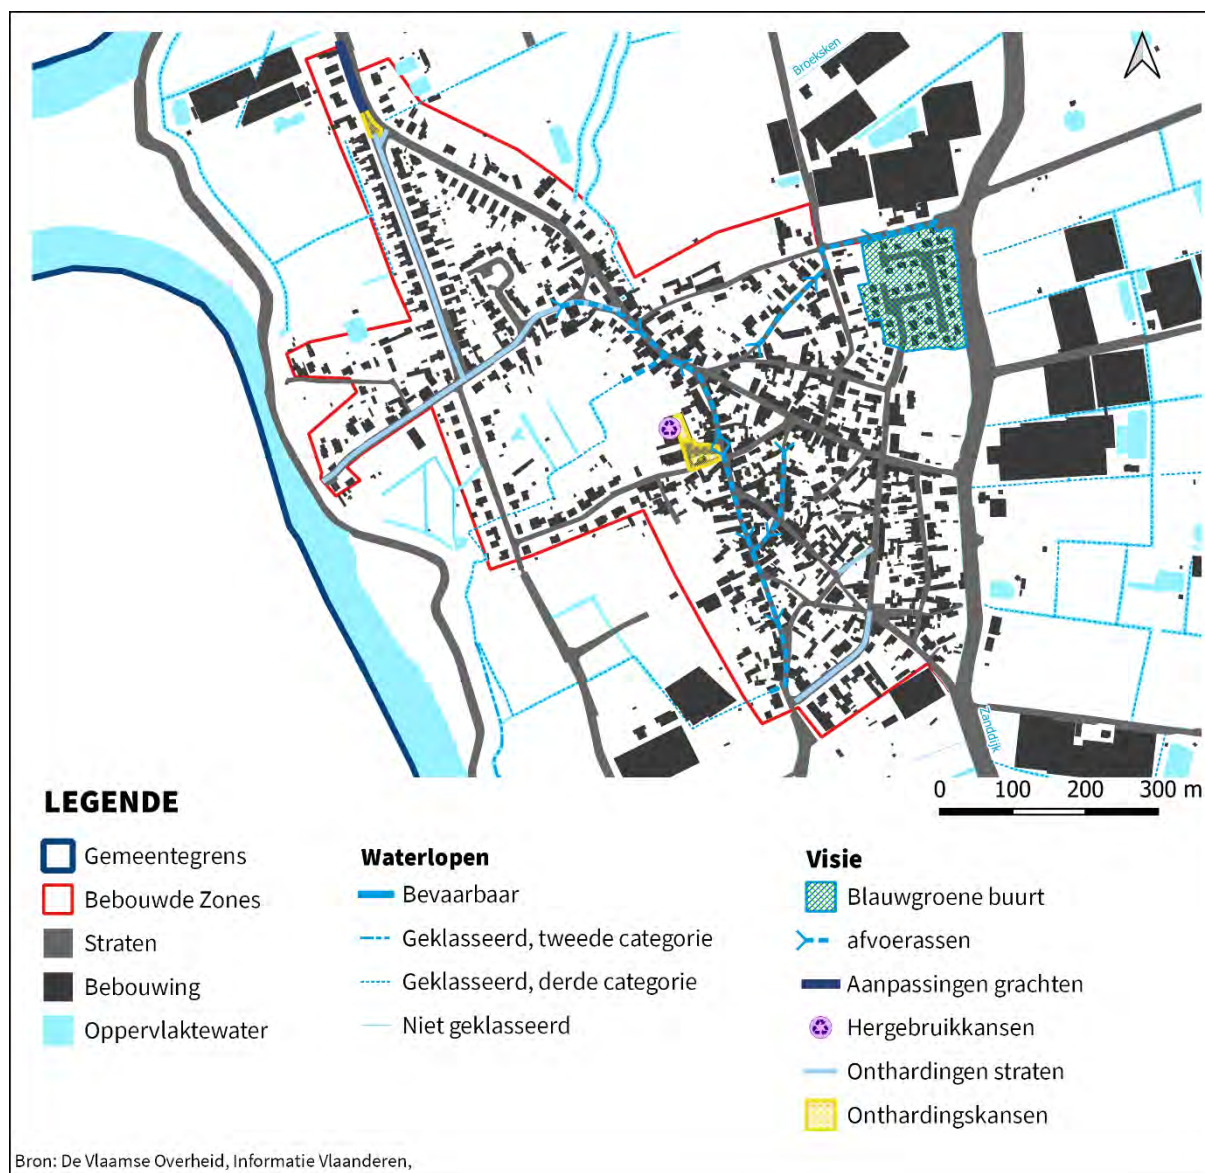 Broeksken
Zanddijk
0 100 200 300 m
LEGENDE
Gemeentegrens
Bebouwde Zones
Straten
Bebouwing
Oppervlaktewater
Waterlopen
Bevaarbaar
Geklasseerd, tweede categorie
Geklasseerd, derde categorie
Niet geklasseerd
Visie
Blauwgroene buurt
afvoerassen
Aanpassingen grachten
Hergebruikkansen
Onthardingen straten
Onthardingskansen
Bron: De Vlaamse Overheid, Informatie Vlaanderen,